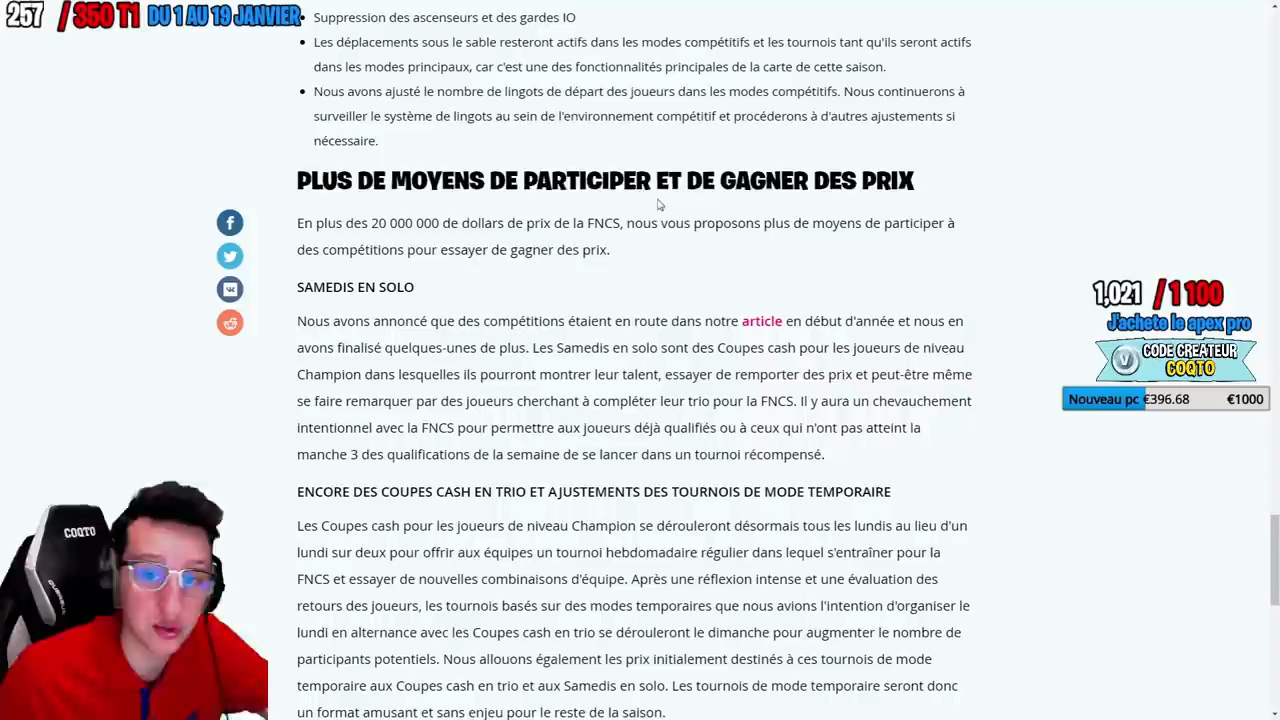 257 / 350 T1 DU 1 AU 19 JANVIER
Suppression des ascenseurs et des gardes IO
Les déplacements sous le sable resteront actifs dans les modes compétitifs et les tournois tant qu'ils seront actifs
dans les modes principaux, car c'est une des fonctionnalités principales de la carte de cette saison.
Nous avons ajusté le nombre de lingots de départ des joueurs dans les modes compétitifs. Nous continuerons à
surveiller le système de lingots au sein de l'environnement compétitif et procéderons à d'autres ajustements si
nécessaire.
PLUS DE MOYENS DE PARTICIPER ET DE GAGNER DES PRIX
En plus des 20 000 000 de dollars de prix de la FNCS, nous vous proposons plus de moyens de participer à
des compétitions pour essayer de gagner des prix.
SAMEDIS EN SOLO
Nous avons annoncé que des compétitions étaient en route dans notre article en début d'année et nous en
avons finalisé quelques-unes de plus. Les Samedis en solo sont des Coupes cash pour les joueurs de niveau
Champion dans lesquelles ils pourront montrer leur talent, essayer de remporter des prix et peut-être même
se faire remarquer par des joueurs cherchant à compléter leur trio pour la FNCS. Il y aura un chevauchement
intentionnel avec la FNCS pour permettre aux joueurs déjà qualifiés ou à ceux qui n'ont pas atteint la
manche 3 des qualifications de la semaine de se lancer dans un tournoi récompensé.
ENCORE DES COUPES CASH EN TRIO ET AJUSTEMENTS DES TOURNOIS DE MODE TEMPORAIRE
Les Coupes cash pour les joueurs de niveau Champion se dérouleront désormais tous les lundis au lieu d'un
lundi sur deux pour offrir aux équipes un tournoi hebdomadaire régulier dans lequel s'entraîner pour la
FNCS et essayer de nouvelles combinaisons d'équipe. Après une réflexion intense et une évaluation des
retours des joueurs, les tournois basés sur des modes temporaires que nous avions l'intention d'organiser le
lundi en alternance avec les Coupes cash en trio se dérouleront le dimanche pour augmenter le nombre de
participants potentiels. Nous allouons également les prix initialement destinés à ces tournois de mode
temporaire aux Coupes cash en trio et aux Samedis en solo. Les tournois de mode temporaire seront donc
un format amusant et sans enjeu pour le reste de la saison.
1,021 / 1 100
J'achete le apex pro
CODE CREATEUR
COQTO
Nouveau pc €396.68 €1000
COQTO